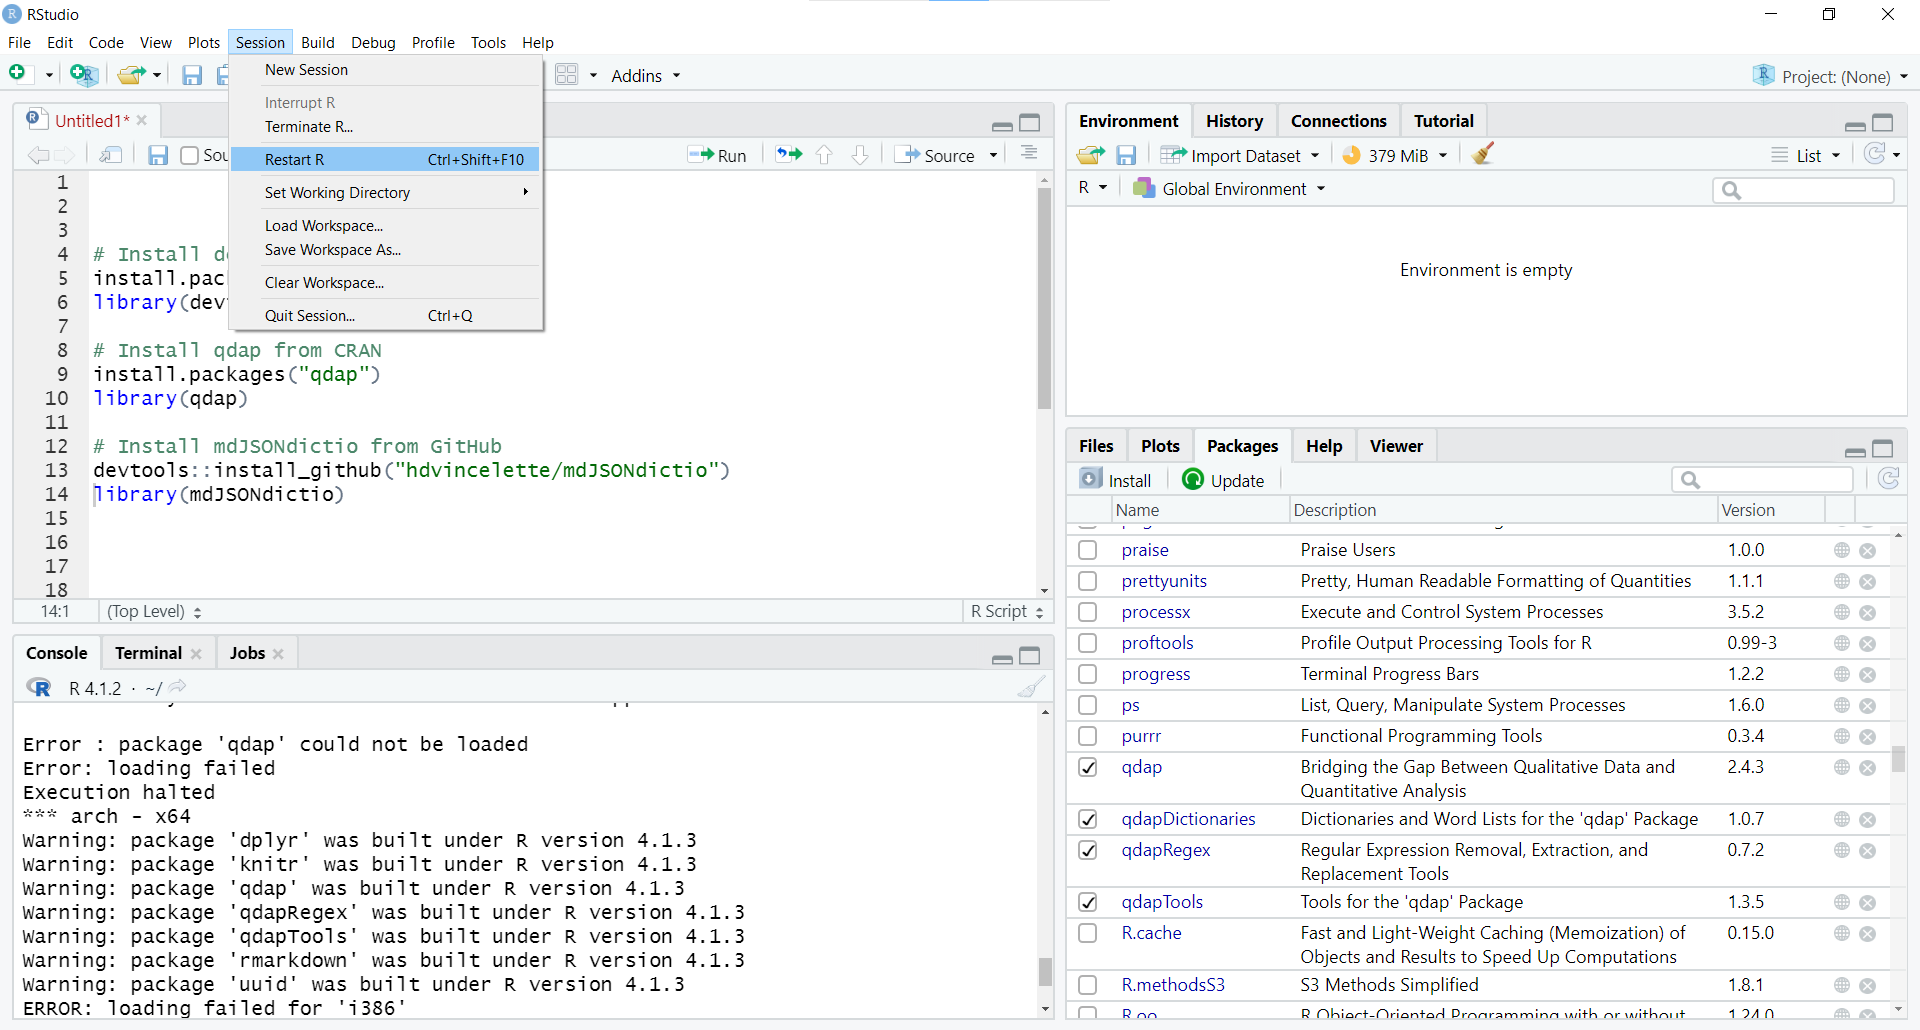 RStudio
File Edit Code View Plots Session Build Debug Profile Tools Help
Addins
Project: (None)
New Session
Interrupt R
Terminate R...
Restart R Ctrl+Shift+F10
Set Working Directory
Load Workspace...
Save Workspace As...
Clear Workspace...
Quit Session... Ctrl+Q
Untitled1*
Sou
Run
Source
1
2
3
4 # Install de
5 install.pac
6 library(dev
7
8 # Install qdap from CRAN
9 install.packages("qdap")
10 library(qdap)
11
12 # Install mdJSONdictio from GitHub
13 devtools::install_github("hdvincelette/mdJSONdictio")
14 library(mdJSONdictio)
15
16
17
18
14:1 (Top Level) R Script
Console Terminal Jobs
R 4.1.2 · ~/
Error : package 'qdap' could not be loaded
Error: loading failed
Execution halted
*** arch - x64
Warning: package 'dplyr' was built under R version 4.1.3
Warning: package 'knitr' was built under R version 4.1.3
Warning: package 'qdap' was built under R version 4.1.3
Warning: package 'qdapRegex' was built under R version 4.1.3
Warning: package 'qdapTools' was built under R version 4.1.3
Warning: package 'rmarkdown' was built under R version 4.1.3
Warning: package 'uuid' was built under R version 4.1.3
ERROR: loading failed for 'i386'
Environment History Connections Tutorial
Import Dataset 379 MiB List
R Global Environment
Environment is empty
Files Plots Packages Help Viewer
Install Update
Name Description Version
praise Praise Users 1.0.0
prettyunits Pretty, Human Readable Formatting of Quantities 1.1.1
processx Execute and Control System Processes 3.5.2
proftools Profile Output Processing Tools for R 0.99-3
progress Terminal Progress Bars 1.2.2
ps List, Query, Manipulate System Processes 1.6.0
purrr Functional Programming Tools 0.3.4
qdap Bridging the Gap Between Qualitative Data and 2.4.3
Quantitative Analysis
qdapDictionaries Dictionaries and Word Lists for the 'qdap' Package 1.0.7
qdapRegex Regular Expression Removal, Extraction, and 0.7.2
Replacement Tools
qdapTools Tools for the 'qdap' Package 1.3.5
R.cache Fast and Light-Weight Caching (Memoization) of 0.15.0
Objects and Results to Speed Up Computations
R.methodsS3 S3 Methods Simplified 1.8.1
R.oo R Object-Oriented Programming with or without 1.24.0